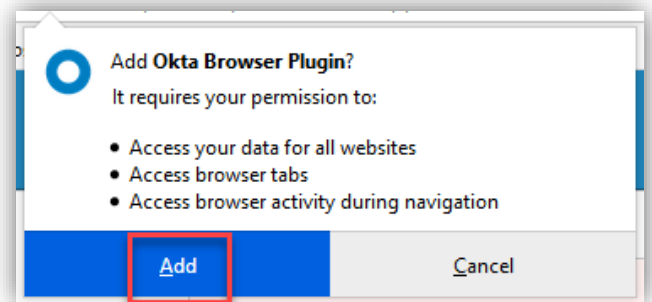 Add Okta Browser Plugin?
It requires your permission to:
• Access your data for all websites
• Access browser tabs
• Access browser activity during navigation
Add
Cancel